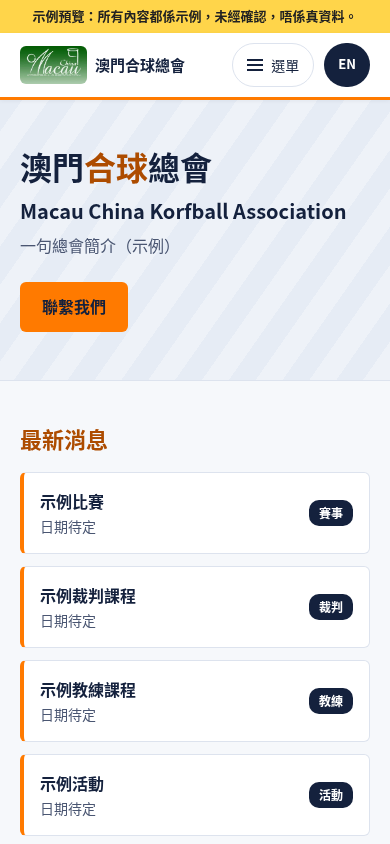 示例預覽：所有內容都係示例，未經確認，唔係真資料。
China
Macau
澳門合球總會
選單
EN
澳門合球總會
Macau China Korfball Association
一句總會簡介（示例）
聯繫我們
最新消息
示例比賽
日期待定
賽事
示例裁判課程
日期待定
裁判
示例教練課程
日期待定
教練
示例活動
日期待定
活動